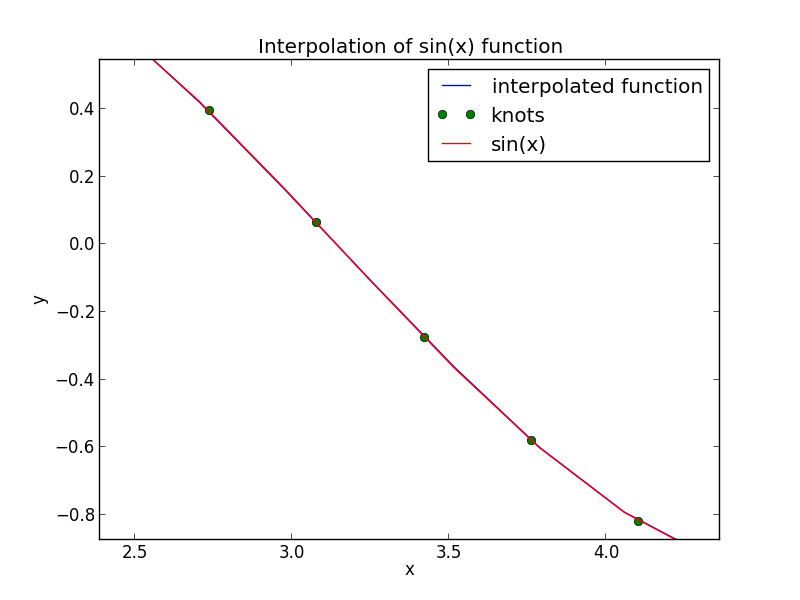 Interpolation of sin(x) function
interpolated function
knots
sin(x)
0.4
0.2
0.0
−0.2
−0.4
−0.6
−0.8
y
2.5 3.0 3.5 4.0
x